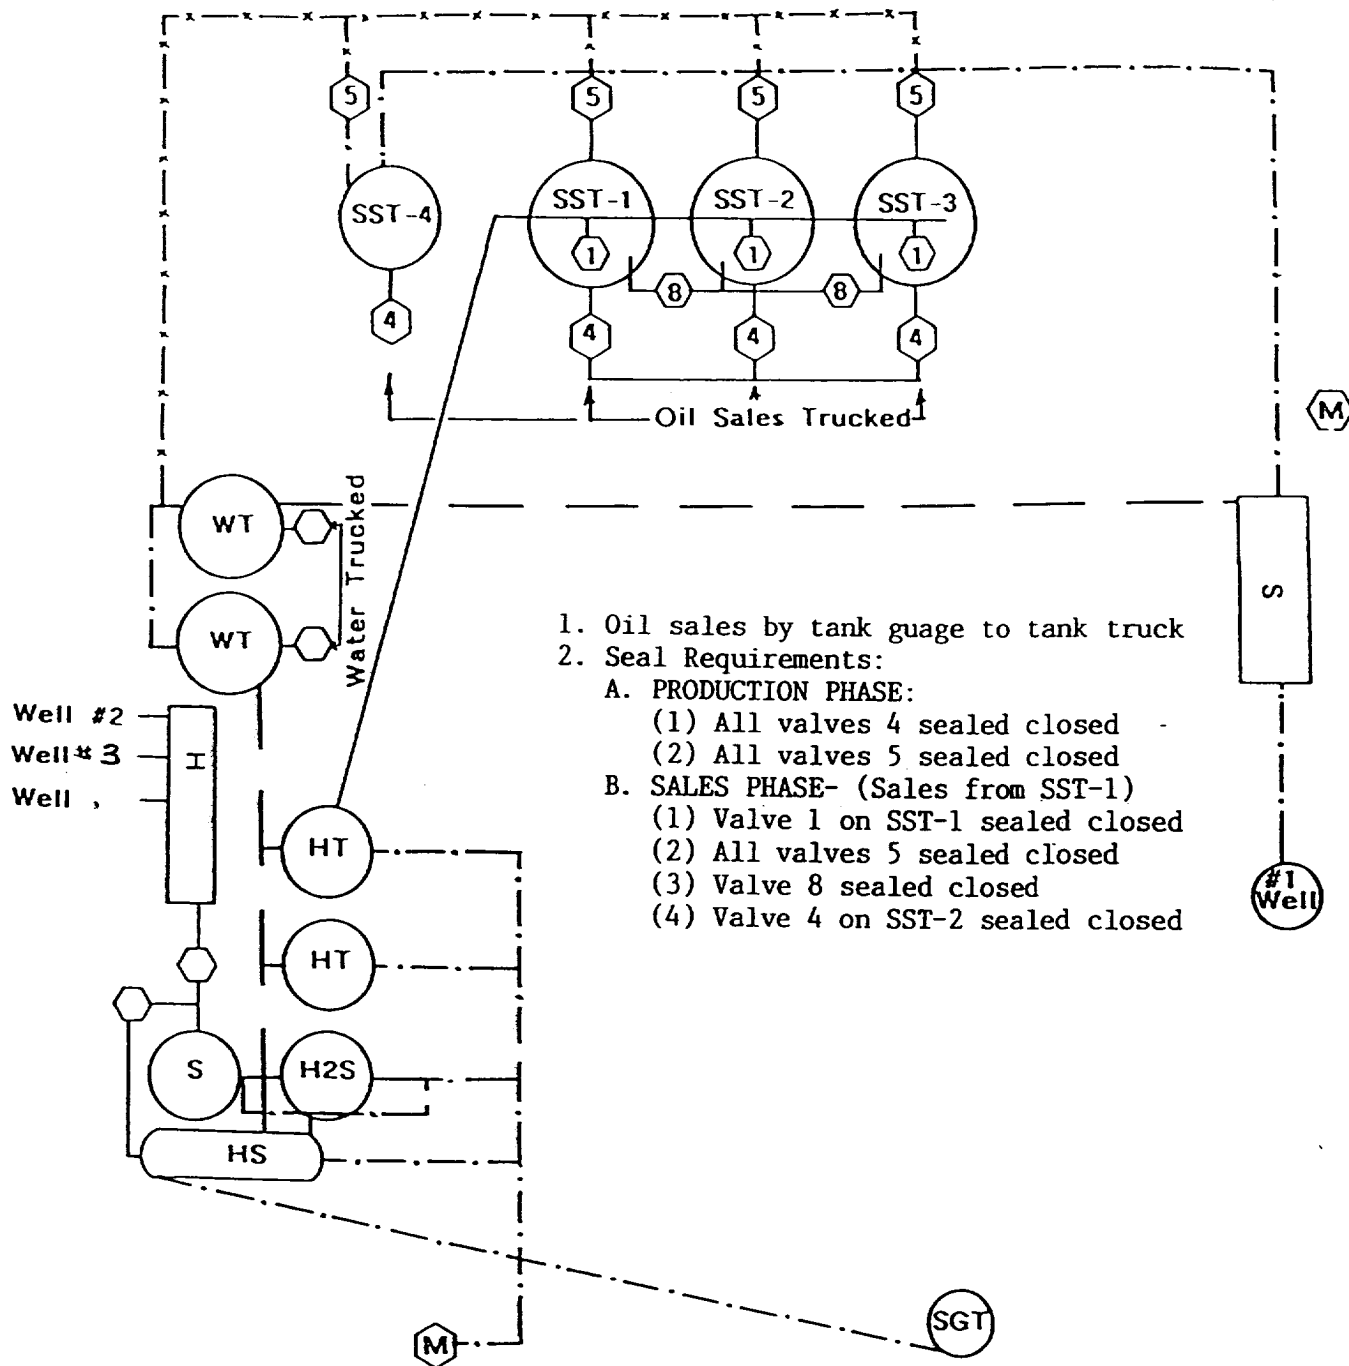 5 5 5 5
SST-4 SST-1 SST-2 SST-3
1 1 1
8 8
4 4 4 4
Oil Sales Trucked
M
WT
Water Trucked
WT
S
1. Oil sales by tank guage to tank truck
2. Seal Requirements:
A. PRODUCTION PHASE:
(1) All valves 4 sealed closed
(2) All valves 5 sealed closed
B. SALES PHASE- (Sales from SST-1)
(1) Valve 1 on SST-1 sealed closed
(2) All valves 5 sealed closed
(3) Valve 8 sealed closed
(4) Valve 4 on SST-2 sealed closed
Well #2
Well #3
Well
H
#1
Well
HT
HT
S
H2S
HS
SGT
M